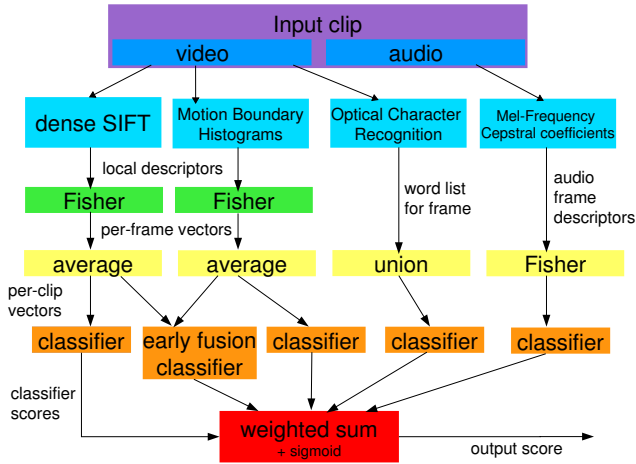 Input clip
video
audio
dense SIFT
Motion Boundary
Histograms
Optical Character
Recognition
Mel-Frequency
Cepstral coefficients
local descriptors
word list
for frame
audio
frame
descriptors
Fisher
Fisher
per-frame vectors
average
average
union
Fisher
per-clip
vectors
classifier
early fusion
classifier
classifier
classifier
classifier
classifier
scores
weighted sum
+ sigmoid
output score